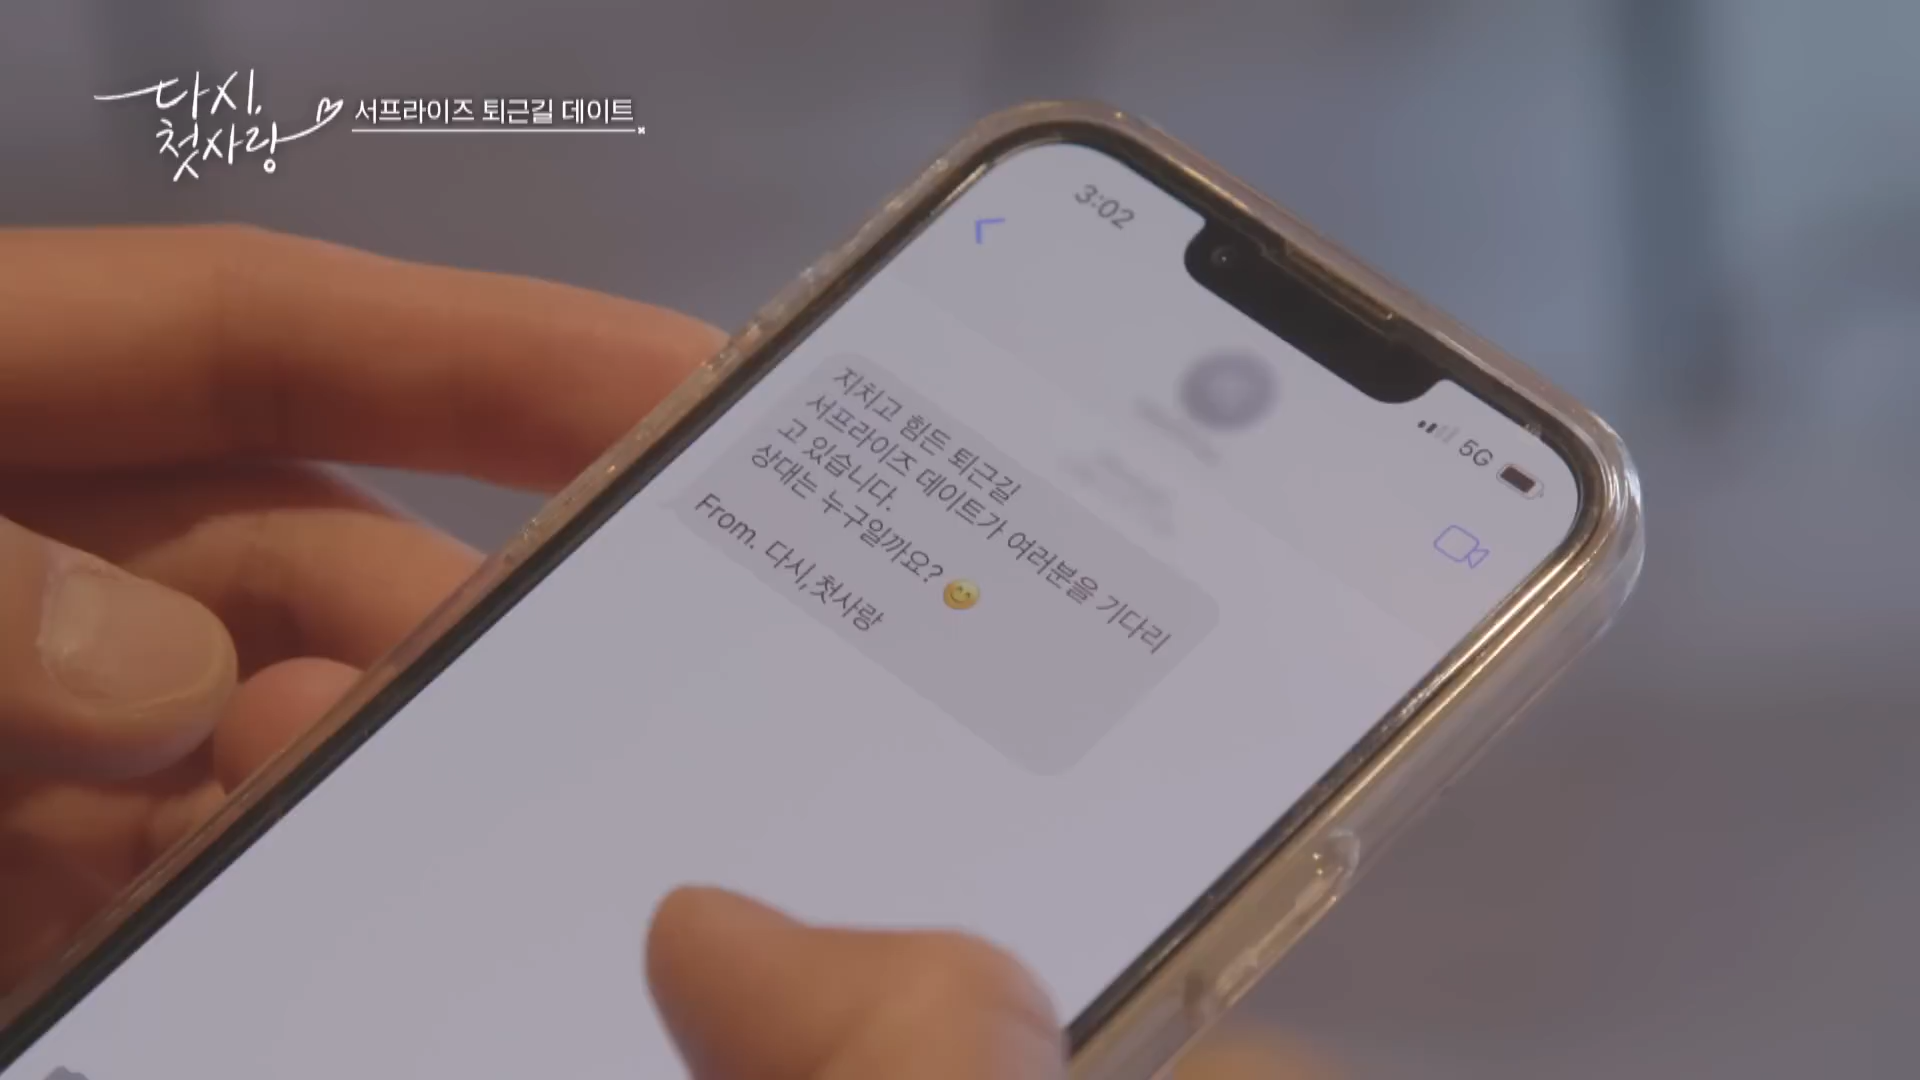 다시,
첫사랑
서프라이즈 퇴근길 데이트
3:02
5G
지치고 힘든 퇴근길
서프라이즈 데이트가 여러분을 기다리
고 있습니다.
상대는 누구일까요? 😊
From. 다시,첫사랑